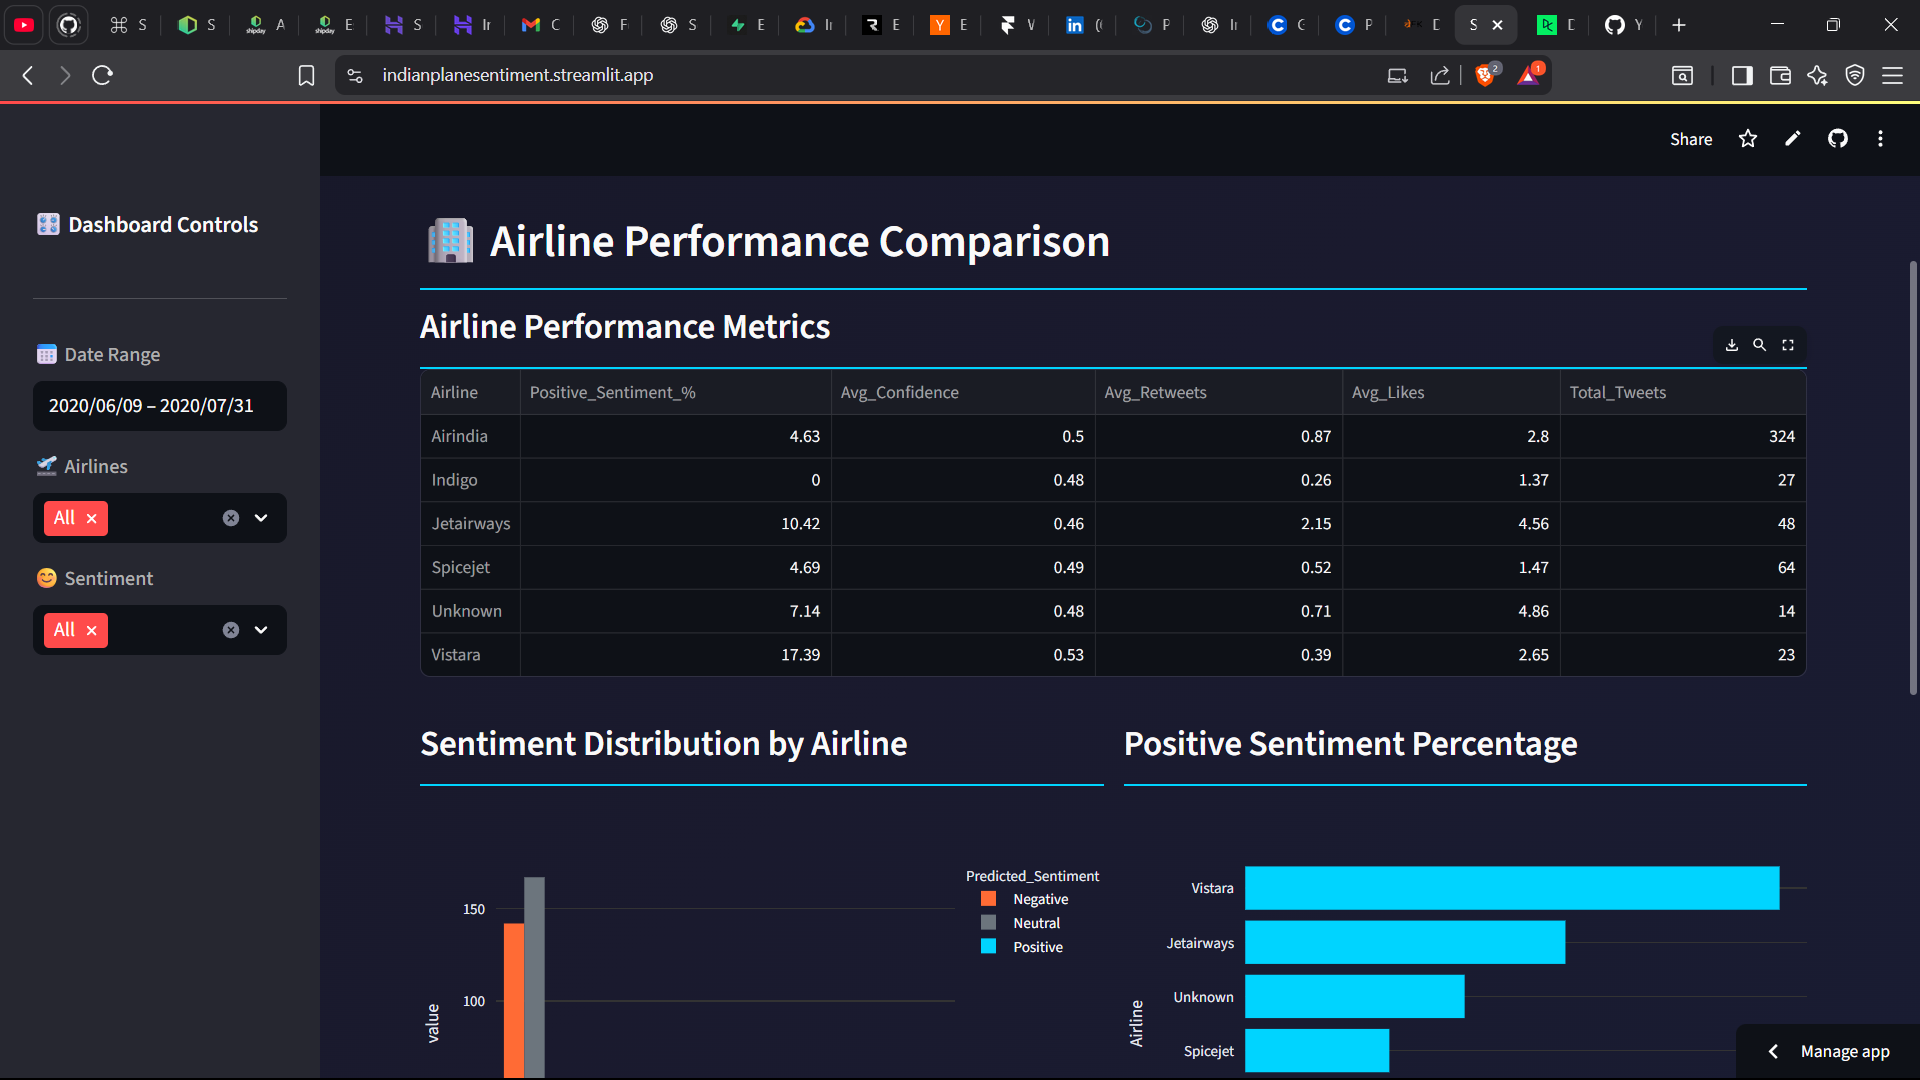 S
A
E
S
Ir
C
F
S
E
In
E
E
V
(
P
In
C
P
D
S
D
Y
indianplanesentiment.streamlit.app
2
1
Share
Dashboard Controls
Date Range
2020/06/09 – 2020/07/31
Airlines
All
Sentiment
All
Airline Performance Comparison
Airline Performance Metrics
Airline Positive_Sentiment_% Avg_Confidence Avg_Retweets Avg_Likes Total_Tweets
Airindia 4.63 0.5 0.87 2.8 324
Indigo 0 0.48 0.26 1.37 27
Jetairways 10.42 0.46 2.15 4.56 48
Spicejet 4.69 0.49 0.52 1.47 64
Unknown 7.14 0.48 0.71 4.86 14
Vistara 17.39 0.53 0.39 2.65 23
Sentiment Distribution by Airline
150
100
value
Predicted_Sentiment
Negative
Neutral
Positive
Positive Sentiment Percentage
Vistara
Jetairways
Unknown
Spicejet
Airline
Manage app